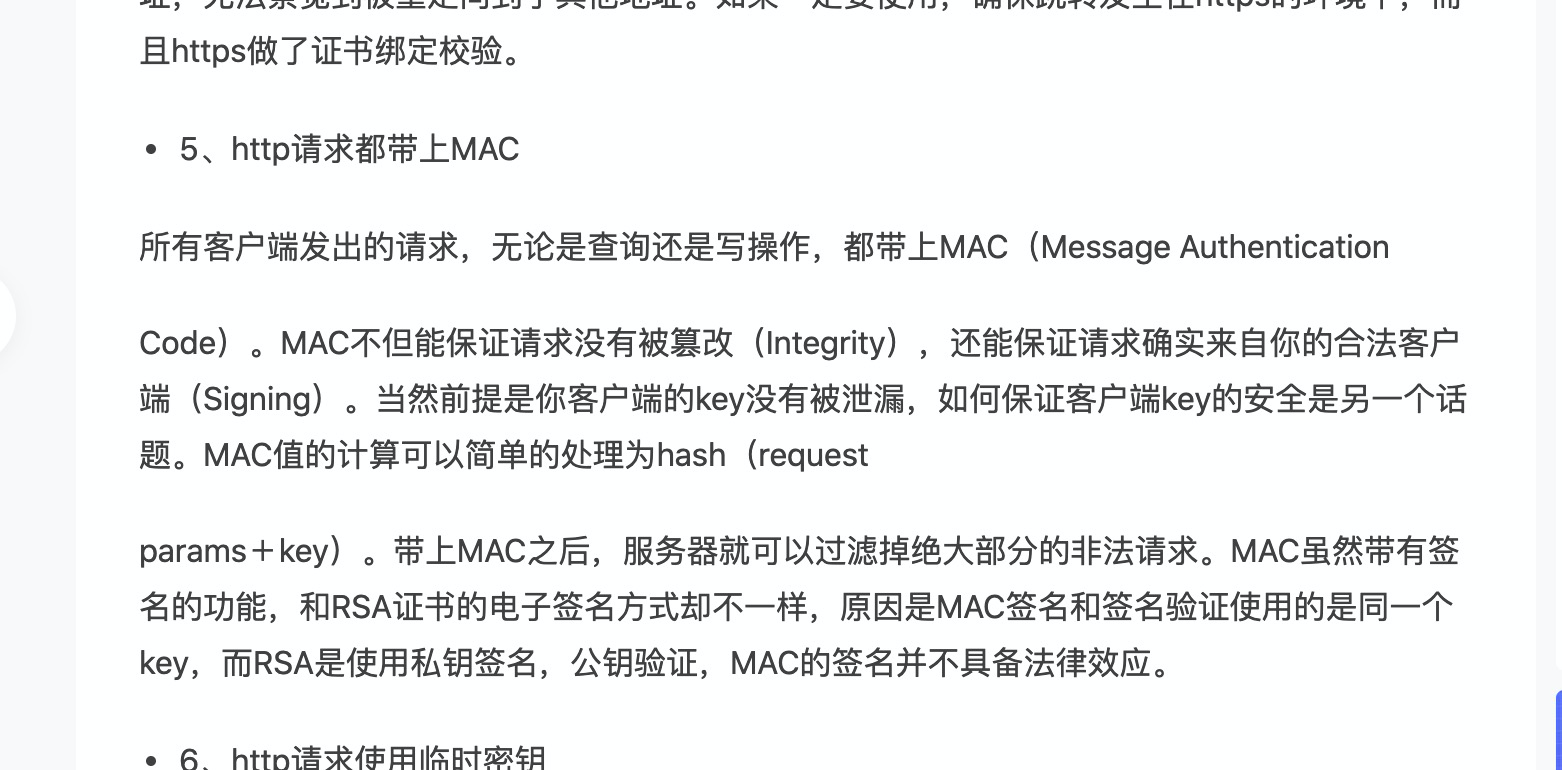 且https做了证书绑定校验。
• 5、http请求都带上MAC
所有客户端发出的请求，无论是查询还是写操作，都带上MAC（Message Authentication
Code）。MAC不但能保证请求没有被篡改（Integrity），还能保证请求确实来自你的合法客户
端（Signing）。当然前提是你客户端的key没有被泄漏，如何保证客户端key的安全是另一个话
题。MAC值的计算可以简单的处理为hash（request
params＋key）。带上MAC之后，服务器就可以过滤掉绝大部分的非法请求。MAC虽然带有签
名的功能，和RSA证书的电子签名方式却不一样，原因是MAC签名和签名验证使用的是同一个
key，而RSA是使用私钥签名，公钥验证，MAC的签名并不具备法律效应。
• 6、http请求使用临时密钥